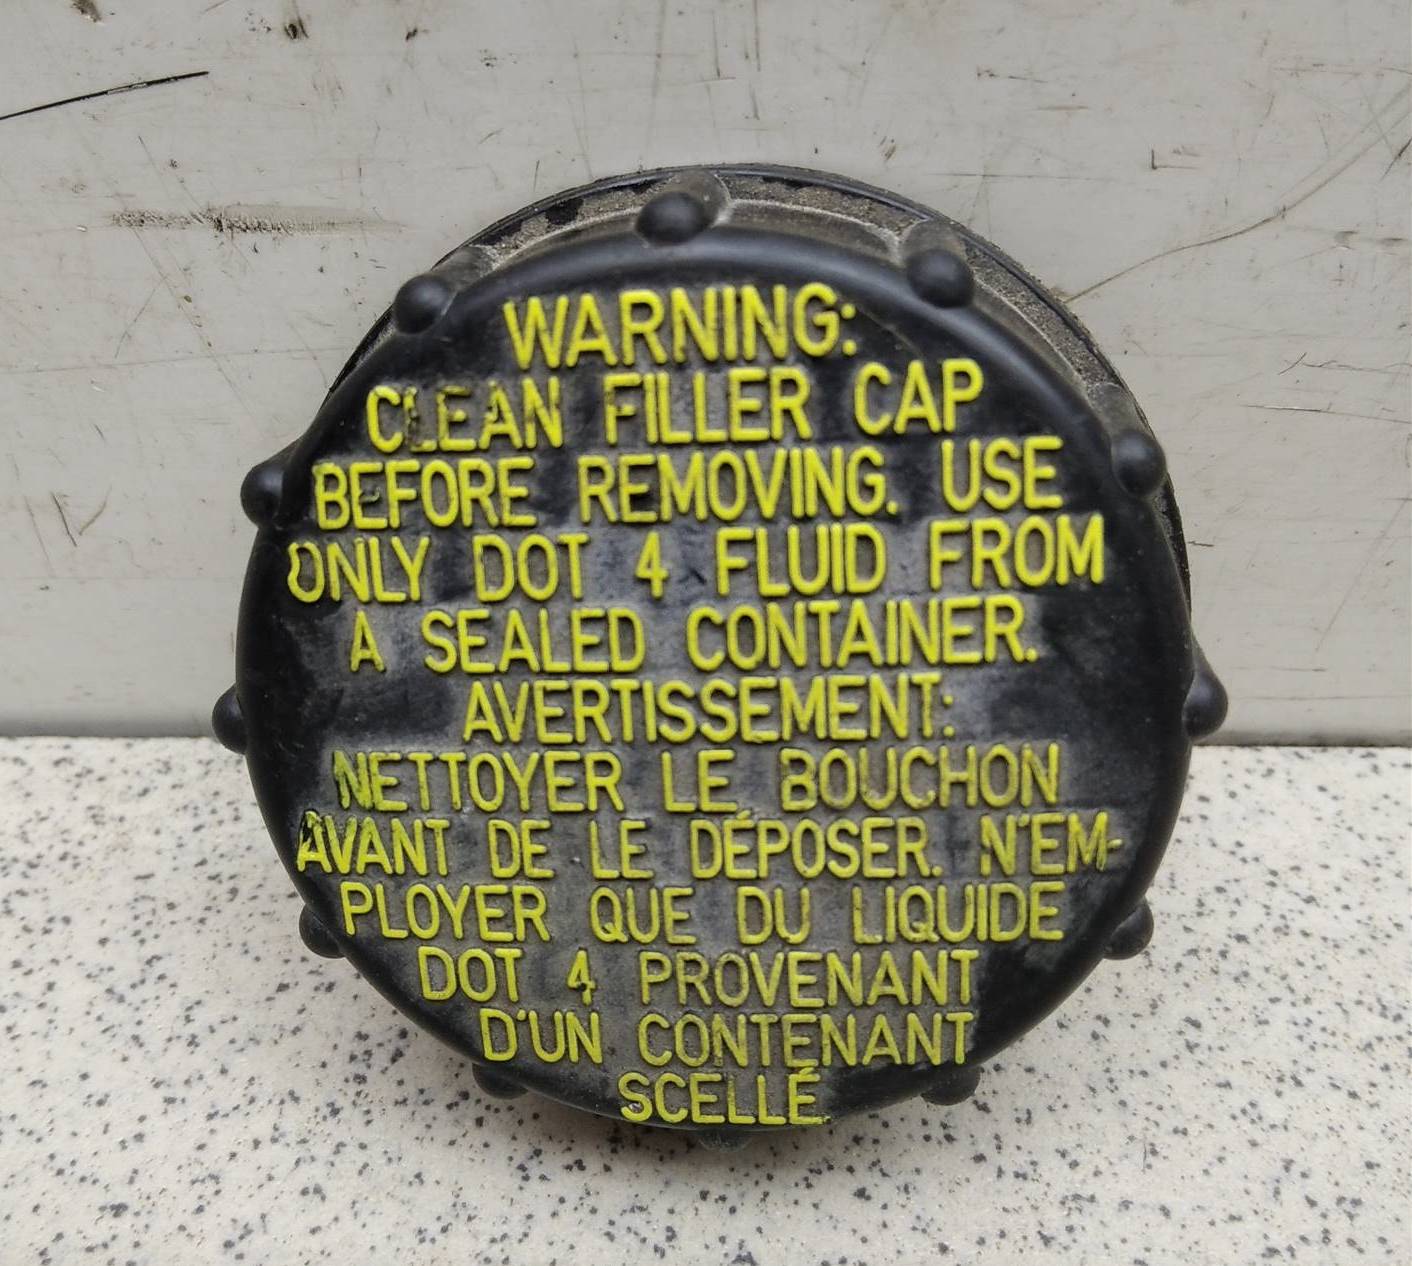 WARNING:
CLEAN FILLER CAP
BEFORE REMOVING. USE
ONLY DOT 4 FLUID FROM
A SEALED CONTAINER.
AVERTISSEMENT:
NETTOYER LE BOUCHON
AVANT DE LE DÉPOSER. N'EM-
PLOYER QUE DU LIQUIDE
DOT 4 PROVENANT
D'UN CONTENANT
SCELLÉ